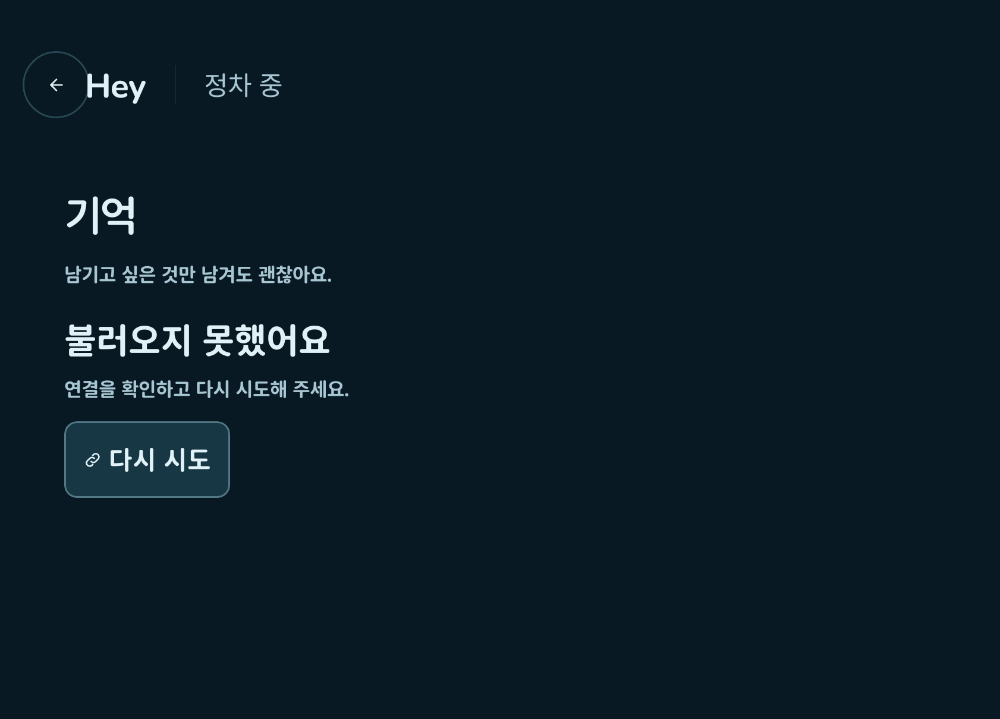 Hey 정차 중
기억
남기고 싶은 것만 남겨도 괜찮아요.
불러오지 못했어요
연결을 확인하고 다시 시도해 주세요.
다시 시도